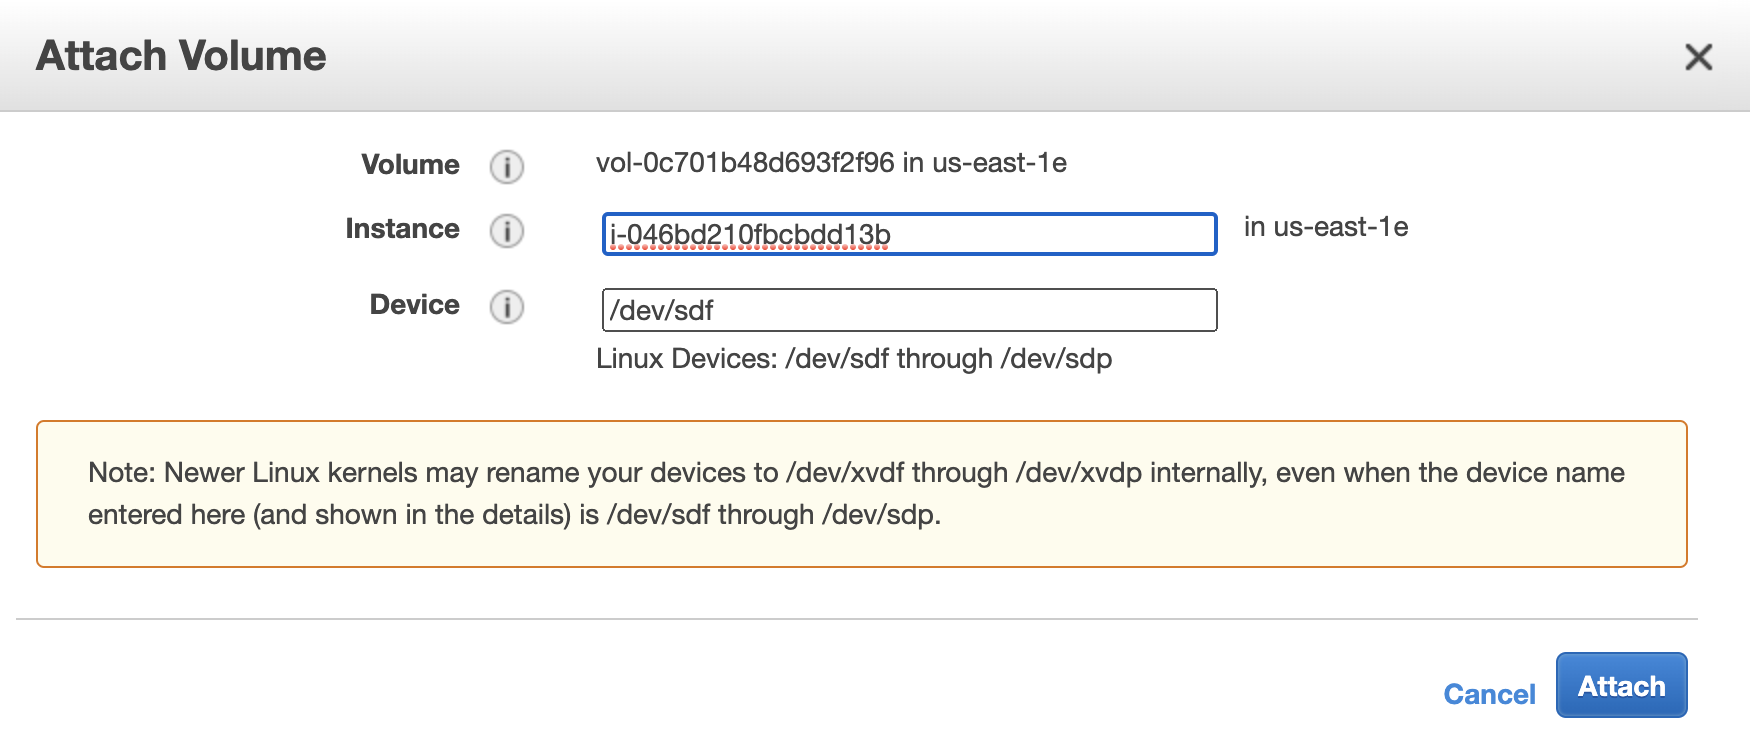 Attach Volume
Volume i vol-0c701b48d693f2f96 in us-east-1e
Instance i i-046bd210fbcbdd13b in us-east-1e
Device i /dev/sdf
Linux Devices: /dev/sdf through /dev/sdp
Note: Newer Linux kernels may rename your devices to /dev/xvdf through /dev/xvdp internally, even when the device name
entered here (and shown in the details) is /dev/sdf through /dev/sdp.
Cancel Attach